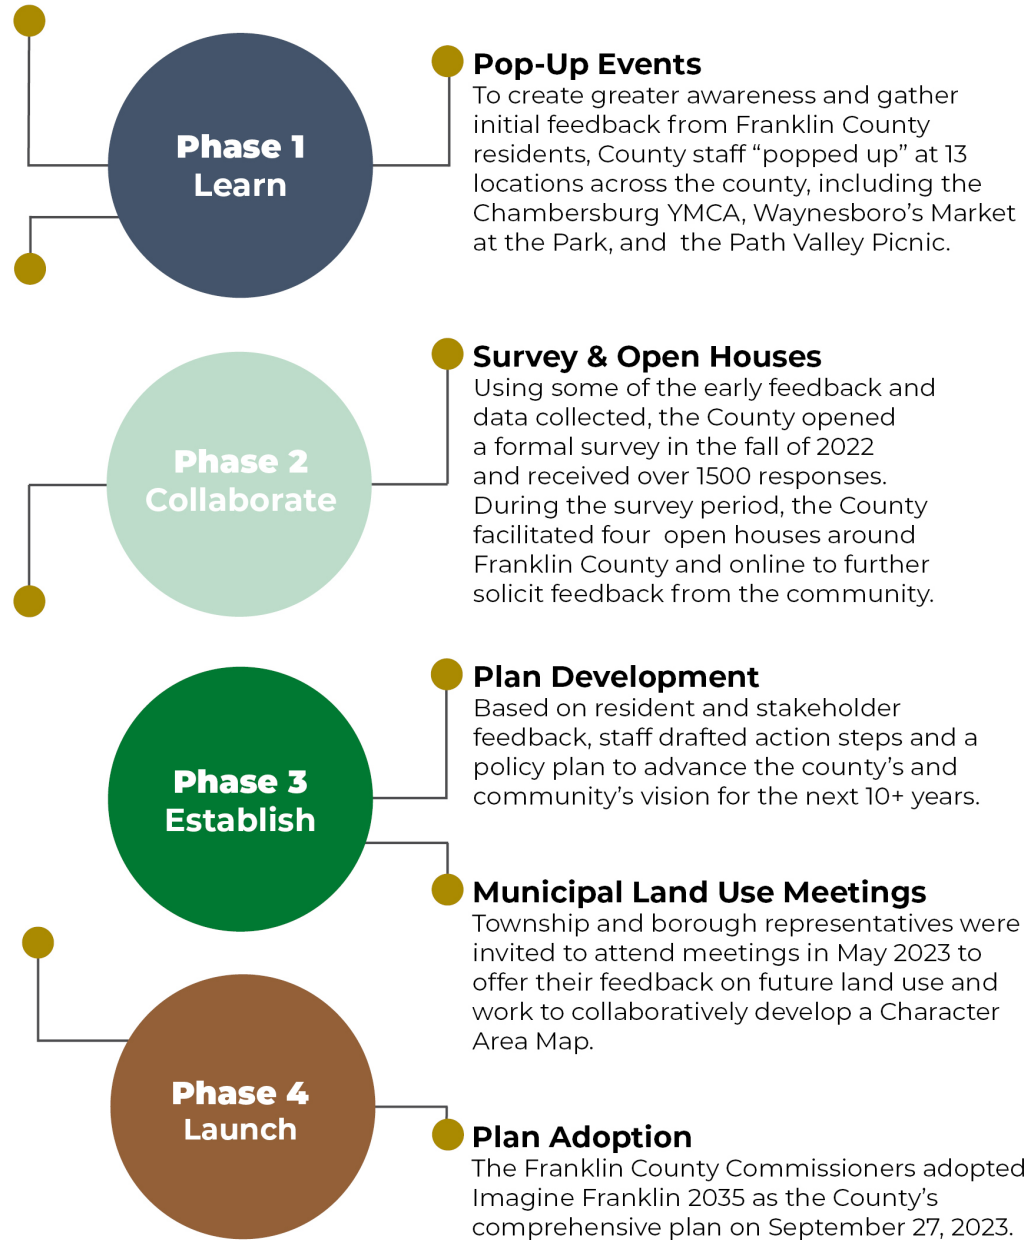 Phase 1
Learn
Pop-Up Events
To create greater awareness and gather
initial feedback from Franklin County
residents, County staff “popped up” at 13
locations across the county, including the
Chambersburg YMCA, Waynesboro’s Market
at the Park, and  the Path Valley Picnic.
Phase 2
Collaborate
Survey & Open Houses
Using some of the early feedback and
data collected, the County opened
a formal survey in the fall of 2022
and received over 1500 responses.
During the survey period, the County
facilitated four  open houses around
Franklin County and online to further
solicit feedback from the community.
Phase 3
Establish
Plan Development
Based on resident and stakeholder
feedback, staff drafted action steps and a
policy plan to advance the county’s and
community’s vision for the next 10+ years.
Municipal Land Use Meetings
Township and borough representatives were
invited to attend meetings in May 2023 to
offer their feedback on future land use and
work to collaboratively develop a Character
Area Map.
Phase 4
Launch
Plan Adoption
The Franklin County Commissioners adopted
Imagine Franklin 2035 as the County’s
comprehensive plan on September 27, 2023.